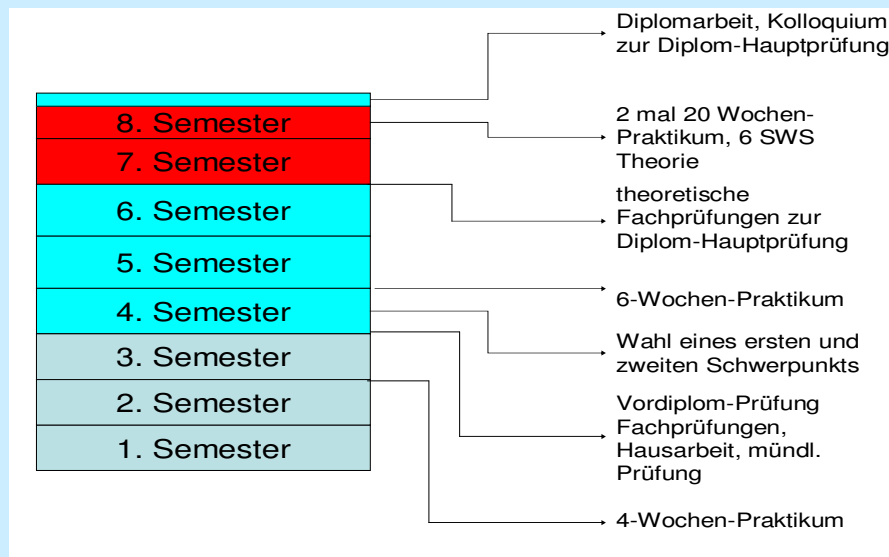 Diplomarbeit, Kolloquium
zur Diplom-Hauptprüfung
8. Semester
7. Semester
6. Semester
5. Semester
4. Semester
3. Semester
2. Semester
1. Semester
2 mal 20 Wochen-
Praktikum, 6 SWS
Theorie
theoretische
Fachprüfungen zur
Diplom-Hauptprüfung
6-Wochen-Praktikum
Wahl eines ersten und
zweiten Schwerpunkts
Vordiplom-Prüfung
Fachprüfungen,
Hausarbeit, mündl.
Prüfung
4-Wochen-Praktikum